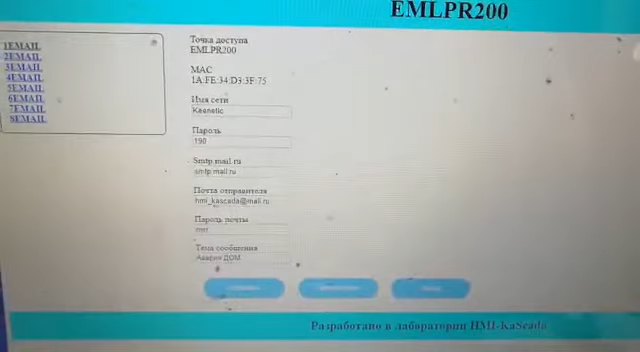 EMLPR200
1EMAIL
2EMAIL
3EMAIL
4EMAIL
5EMAIL
6EMAIL
7EMAIL
8EMAIL
Точка доступа
EMLPR200
MAC
1A:FE:34:D3:3F:75
Имя сети
Keenetic
Пароль
190
Smtp.mail.ru
smtp.mail.ru
Почта отправителя
hmi_kascada@mail.ru
Пароль почты
Тема сообщения
Авария ДОМ
Разработано в лаборатории HMI-KaScada